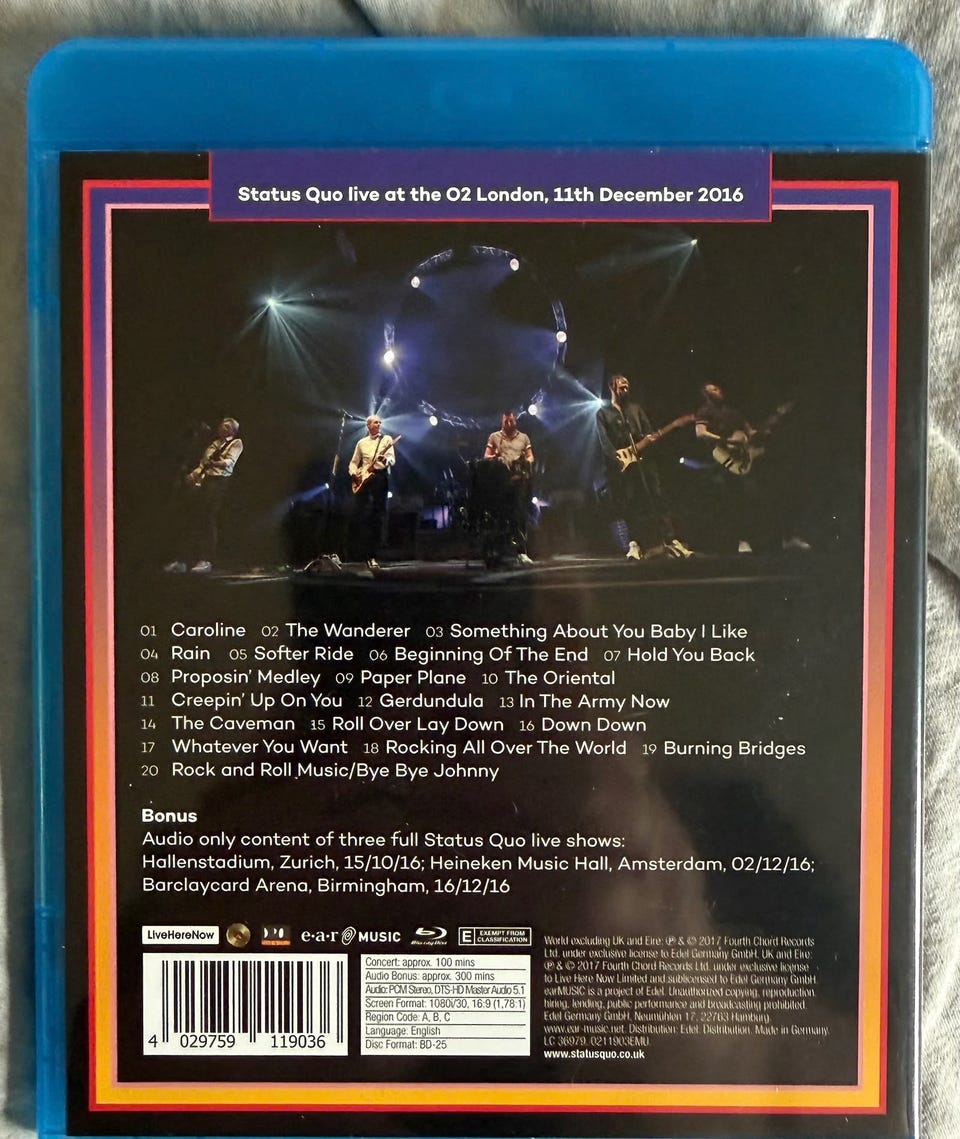 Status Quo live at the O2 London, 11th December 2016
01 Caroline 02 The Wanderer 03 Something About You Baby I Like
04 Rain 05 Softer Ride 06 Beginning Of The End 07 Hold You Back
08 Proposin' Medley 09 Paper Plane 10 The Oriental
11 Creepin' Up On You 12 Gerdundula 13 In The Army Now
14 The Caveman 15 Roll Over Lay Down 16 Down Down
17 Whatever You Want 18 Rocking All Over The World 19 Burning Bridges
20 Rock and Roll Music/Bye Bye Johnny
Bonus
Audio only content of three full Status Quo live shows:
Hallenstadium, Zurich, 15/10/16; Heineken Music Hall, Amsterdam, 02/12/16;
Barclaycard Arena, Birmingham, 16/12/16
LiveHereNow
e·a·r MUSIC
Blu-ray Disc
E EXEMPT FROM CLASSIFICATION
4 029759 119036
Concert: approx. 100 mins
Audio Bonus: approx. 300 mins
Audio: PCM Stereo, DTS-HD Master Audio 5.1
Screen Format: 1080i/30, 16:9 (1,78:1)
Region Code: A, B, C
Language: English
Disc Format: BD-25
World excluding UK and Eire: ℗ & © 2017 Fourth Chord Records
Ltd. under exclusive license to Edel Germany GmbH. UK and Eire:
℗ & © 2017 Fourth Chord Records Ltd. under exclusive license
to Live Here Now Limited and sublicensed to Edel Germany GmbH.
earMUSIC is a project of Edel. Unauthorized copying, reproduction,
hiring, lending, public performance and broadcasting prohibited.
Edel Germany GmbH, Neumühlen 17, 22763 Hamburg.
www.ear-music.net. Distribution: Edel: Distribution. Made in Germany.
LC 36979. 0211903EMU.
www.statusquo.co.uk